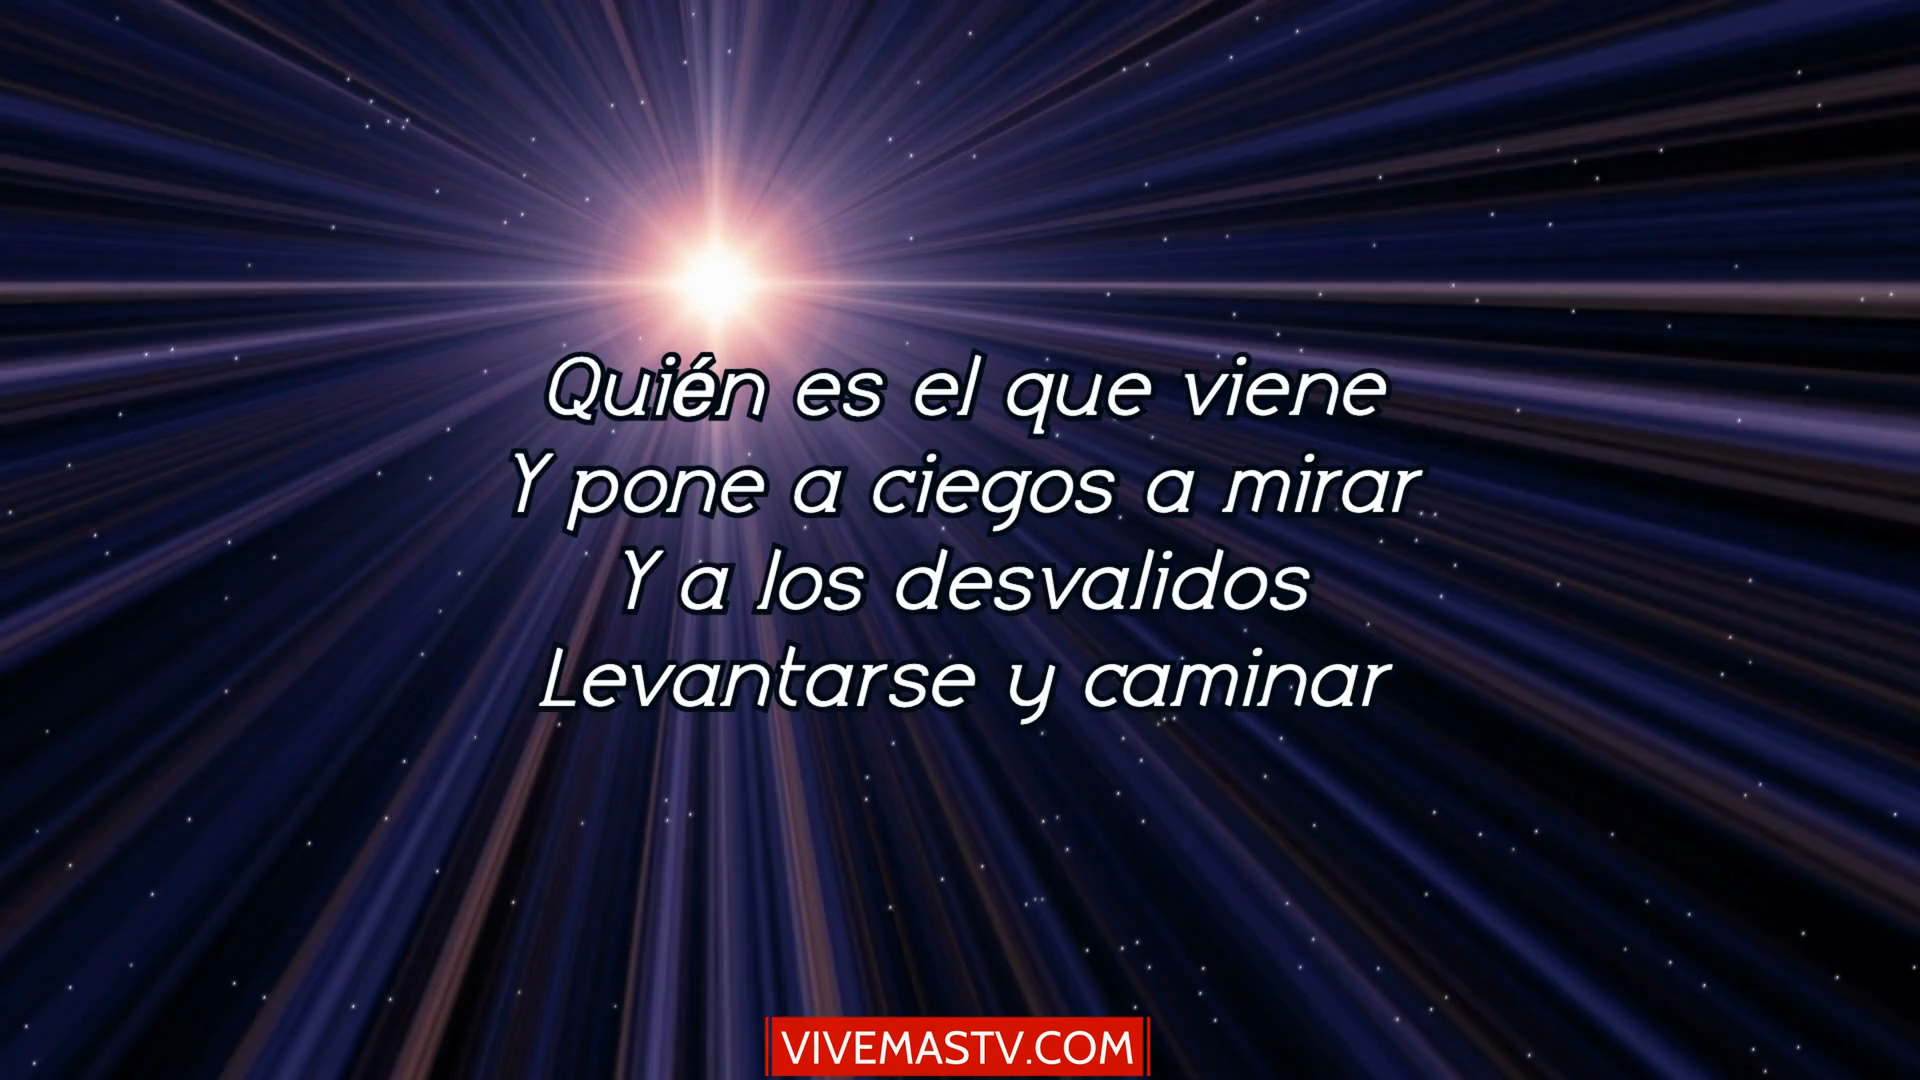 Quién es el que viene
Y pone a ciegos a mirar
Y a los desvalidos
Levantarse y caminar
VIVEMASTV.COM